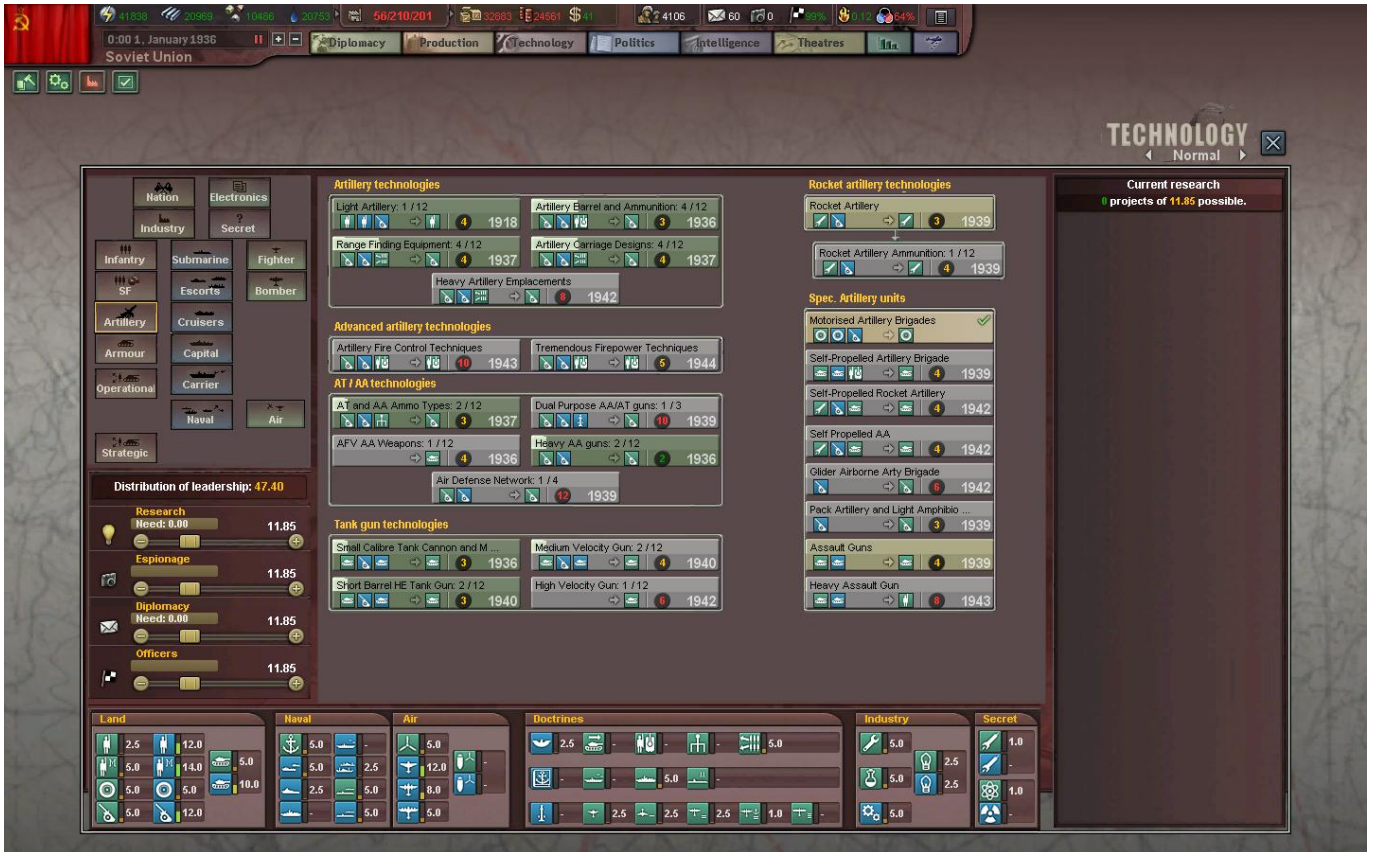 41838 20969 10486 20753 56/210/201 32883 24561 $41 4106 60 0 99% 0.12 64%
0:00 1, January 1936
Diplomacy Production Technology Politics Intelligence Theatres
Soviet Union
TECHNOLOGY
Normal
Nation Electronics
Industry Secret
Infantry Submarine Fighter
SF Escorts Bomber
Artillery Cruisers
Armour Capital
Operational Carrier
Naval Air
Strategic
Distribution of leadership: 47.40
Research
Need: 0.00 11.85
Espionage
11.85
Diplomacy
Need: 0.00 11.85
Officers
11.85
Artillery technologies
Light Artillery: 1 / 12
4 1918
Artillery Barrel and Ammunition: 4 / 12
3 1936
Range Finding Equipment: 4 / 12
4 1937
Artillery Carriage Designs: 4 / 12
4 1937
Heavy Artillery Emplacements
8 1942
Advanced artillery technologies
Artillery Fire Control Techniques
10 1943
Tremendous Firepower Techniques
5 1944
AT / AA technologies
AT and AA Ammo Types: 2 / 12
3 1937
Dual Purpose AA/AT guns: 1 / 3
10 1939
AFV AA Weapons: 1 / 12
4 1936
Heavy AA guns: 2 / 12
2 1936
Air Defense Network: 1 / 4
12 1939
Tank gun technologies
Small Calibre Tank Cannon and M ...
3 1936
Medium Velocity Gun: 2 / 12
4 1940
Short Barrel HE Tank Gun: 2 / 12
3 1940
High Velocity Gun: 1 / 12
6 1942
Rocket artillery technologies
Rocket Artillery
3 1939
Rocket Artillery Ammunition: 1 / 12
4 1939
Spec. Artillery units
Motorised Artillery Brigades
Self-Propelled Artillery Brigade
4 1939
Self-Propelled Rocket Artillery
4 1942
Self Propelled AA
4 1942
Glider Airborne Arty Brigade
6 1942
Pack Artillery and Light Amphibio ...
3 1939
Assault Guns
4 1939
Heavy Assault Gun
8 1943
Current research
0 projects of 11.85 possible.
Land
2.5 12.0
5.0 14.0 5.0
5.0 5.0 10.0
5.0 12.0
Naval
5.0 -
5.0 2.5
2.5 5.0
- 5.0
Air
5.0 -
12.0
8.0 -
5.0
Doctrines
2.5 - - - 5.0
- - 5.0 -
- 2.5 2.5 2.5 1.0 -
Industry
5.0 2.5
5.0 2.5
5.0
Secret
1.0
-
1.0
-